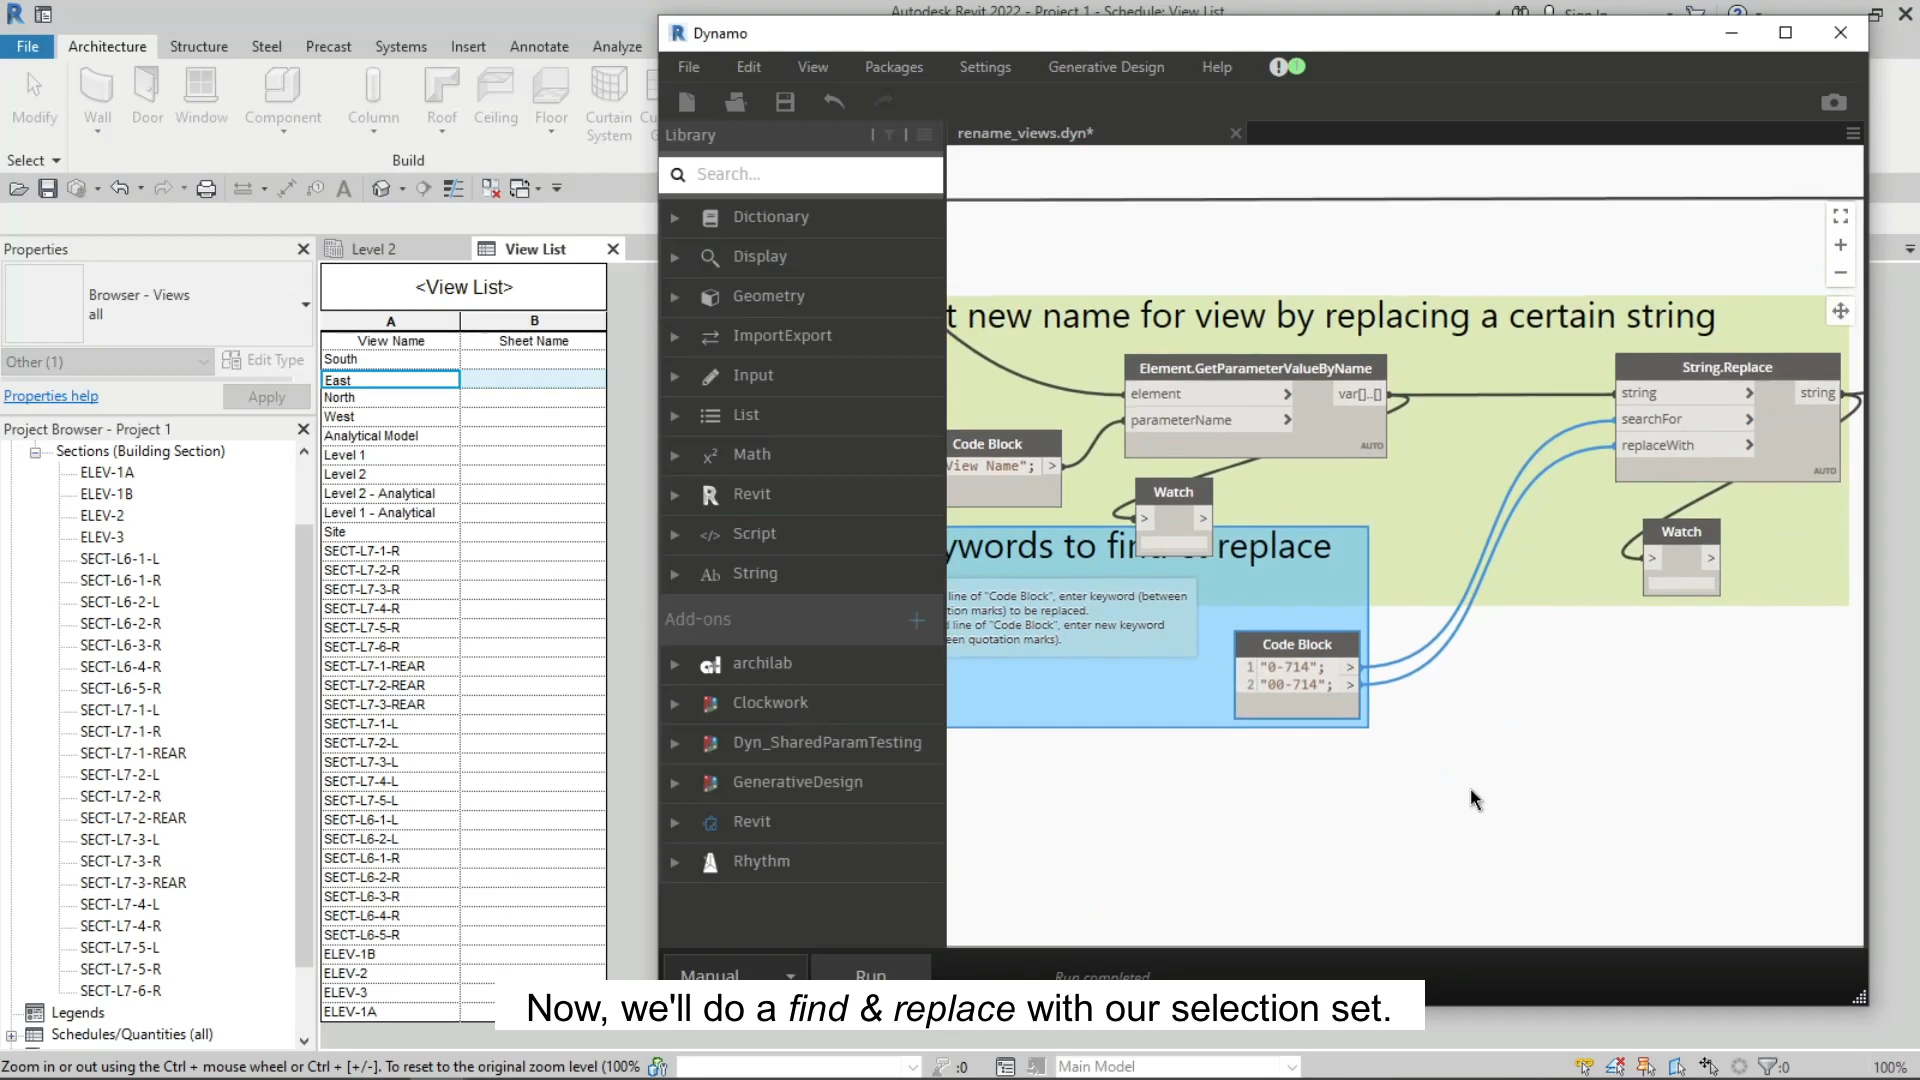 Autodesk Revit 2022 - Project 1 - Schedule: View List
Sign In
File
Architecture
Structure
Steel
Precast
Systems
Insert
Annotate
Analyze
Modify
Wall
Door
Window
Component
Column
Roof
Ceiling
Floor
Curtain
System
Select
Build
Properties
Browser - Views
all
Other (1)
Edit Type
Properties help
Apply
Project Browser - Project 1
Sections (Building Section)
ELEV-1A
ELEV-1B
ELEV-2
ELEV-3
SECT-L6-1-L
SECT-L6-1-R
SECT-L6-2-L
SECT-L6-2-R
SECT-L6-3-R
SECT-L6-4-R
SECT-L6-5-R
SECT-L7-1-L
SECT-L7-1-R
SECT-L7-1-REAR
SECT-L7-2-L
SECT-L7-2-R
SECT-L7-2-REAR
SECT-L7-3-L
SECT-L7-3-R
SECT-L7-3-REAR
SECT-L7-4-L
SECT-L7-4-R
SECT-L7-5-L
SECT-L7-5-R
SECT-L7-6-R
Legends
Schedules/Quantities (all)
Level 2
View List
<View List>
A B
View Name Sheet Name
South
East
North
West
Analytical Model
Level 1
Level 2
Level 2 - Analytical
Level 1 - Analytical
Site
SECT-L7-1-R
SECT-L7-2-R
SECT-L7-3-R
SECT-L7-4-R
SECT-L7-5-R
SECT-L7-6-R
SECT-L7-1-REAR
SECT-L7-2-REAR
SECT-L7-3-REAR
SECT-L7-1-L
SECT-L7-2-L
SECT-L7-3-L
SECT-L7-4-L
SECT-L7-5-L
SECT-L6-1-L
SECT-L6-2-L
SECT-L6-1-R
SECT-L6-2-R
SECT-L6-3-R
SECT-L6-4-R
SECT-L6-5-R
ELEV-1B
ELEV-2
ELEV-3
ELEV-1A
Dynamo
File Edit View Packages Settings Generative Design Help
Library
rename_views.dyn*
Search...
Dictionary
Display
Geometry
ImportExport
Input
List
Math
Revit
Script
String
Add-ons
archilab
Clockwork
Dyn_SharedParamTesting
GenerativeDesign
Revit
Rhythm
Manual
Run
Run completed
t new name for view by replacing a certain string
Element.GetParameterValueByName
element > var[]..[]
parameterName >
AUTO
String.Replace
string > string
searchFor >
replaceWith >
AUTO
Code Block
View Name"; >
Watch
> >
Watch
> >
ywords to fin replace
line of "Code Block", enter keyword (between
tion marks) to be replaced.
line of "Code Block", enter new keyword
een quotation marks).
Code Block
1 "0-714"; >
2 "00-714"; >
Now, we'll do a find & replace with our selection set.
Zoom in or out using the Ctrl + mouse wheel or Ctrl + [+/-]. To reset to the original zoom level (100%
:0
Main Model
:0
100%